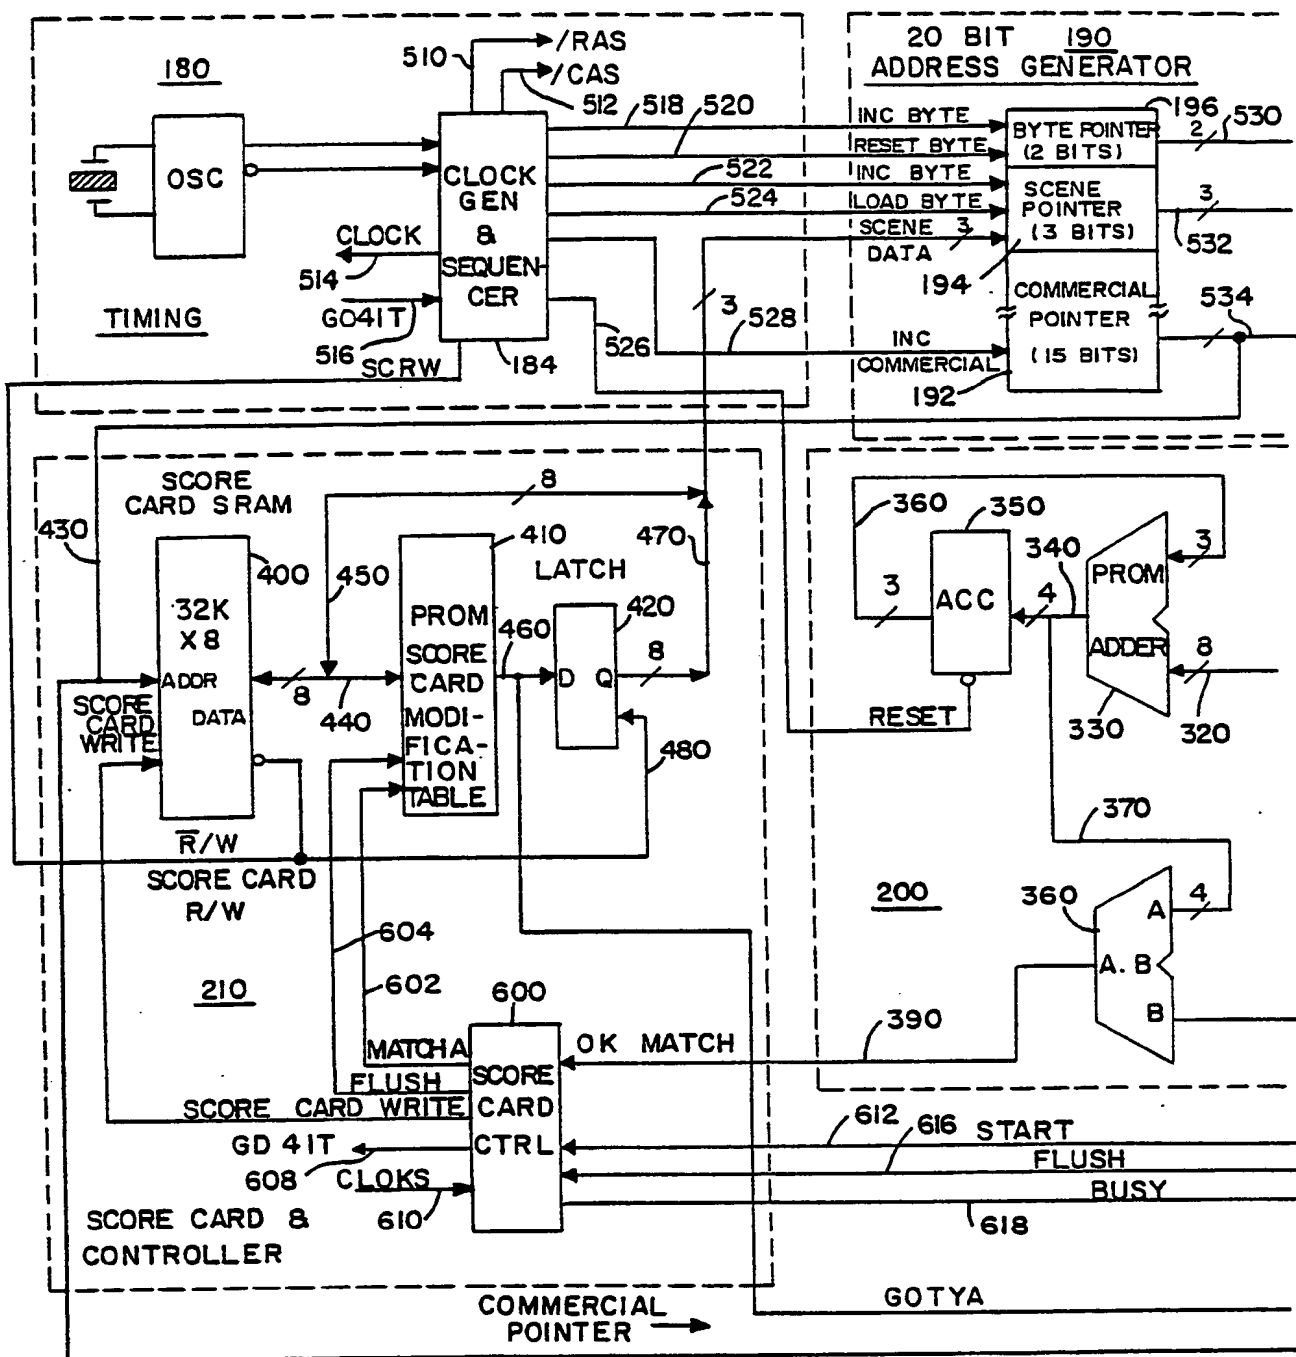 180
OSC
TIMING
510
/RAS
/CAS
512
518
520
522
524
CLOCK
GEN
&
SEQUEN-
CER
CLOCK
514
GO41T
516
SCRW
184
526
528
20 BIT 190
ADDRESS GENERATOR
196
INC BYTE
RESET BYTE
INC BYTE
LOAD BYTE
SCENE 3
DATA
3
INC
COMMERCIAL
BYTE POINTER
(2 BITS)
SCENE
POINTER
(3 BITS)
194
COMMERCIAL
POINTER
(15 BITS)
192
2
530
3
532
534
SCORE
CARD SRAM
430
400
32K
X8
ADDR
DATA
SCORE
CARD
WRITE
8
450
8
440
410
PROM
SCORE
CARD
MODI-
FICA-
TION
TABLE
460
LATCH
420
D Q
8
470
480
R̅/W
SCORE CARD
R/W
604
602
210
600
MATCHA
FLUSH
SCORE CARD WRITE
GD 41T
608
CLOKS
610
SCORE
CARD
CTRL
SCORE CARD &
CONTROLLER
OK MATCH
390
360
350
ACC
3
340
4
PROM
ADDER
3
8
320
330
RESET
370
200
360
A
4
A. B
B
612
616
START
FLUSH
BUSY
618
GOTYA
COMMERCIAL
POINTER